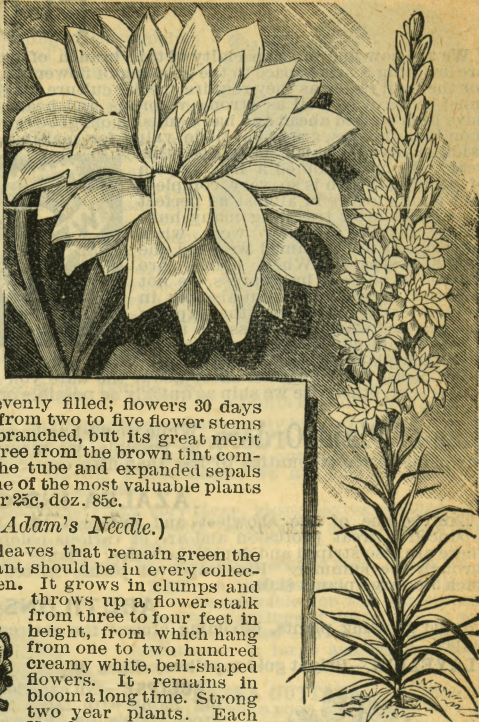 evenly filled; flowers 30 days
from two to five flower stems
branched, but its great merit
ree from the brown tint com-
he tube and expanded sepals
ne of the most valuable plants
r 25c, doz. 85c.
Adam's Needle.)
leaves that remain green the
ant should be in every collec-
en. It grows in clumps and
throws up a flower stalk
from three to four feet in
height, from which hang
from one to two hundred
creamy white, bell-shaped
flowers. It remains in
bloom a long time. Strong
two year plants. Each